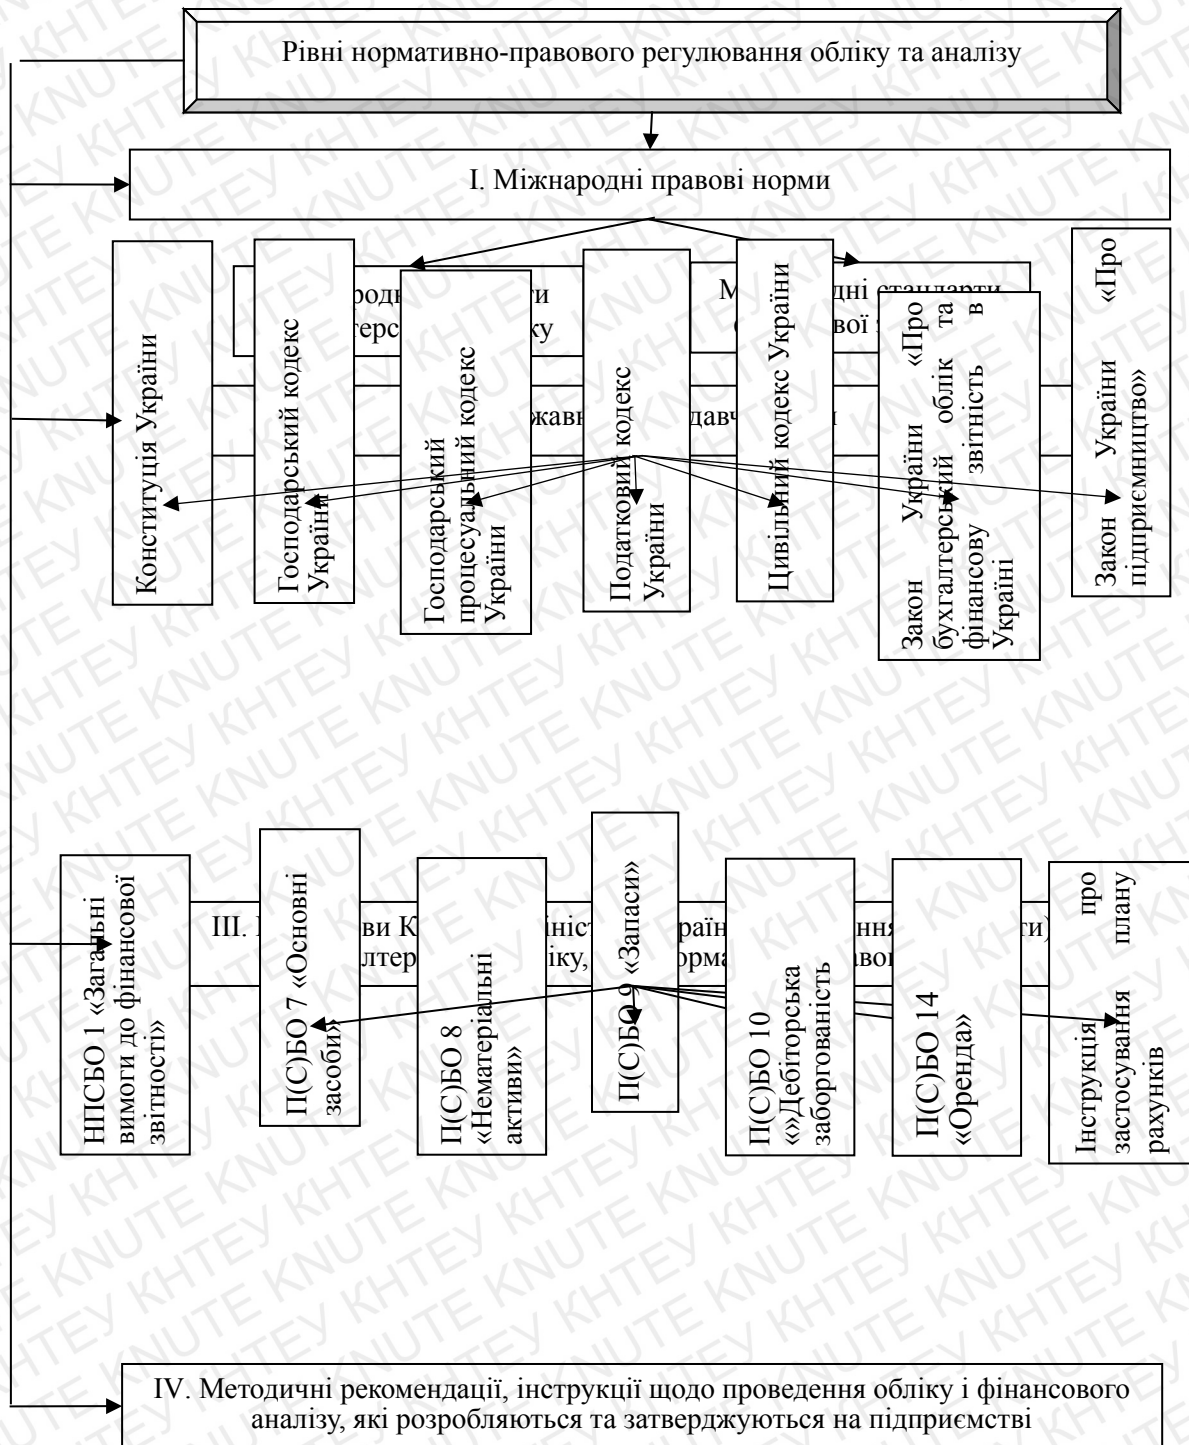 Рівні нормативно-правового регулювання обліку та аналізу
І. Міжнародні правові норми
Конституція України
Господарський кодекс
України
Господарський
процесуальний кодекс
України
Податковий кодекс
України
Цивільний кодекс України
Закон України «Про
бухгалтерський облік та
фінансову звітність в
Україні
Закон України «Про
підприємництво»
стандарти
ІІІ.
НПСБО 1 «Загальні
вимоги до фінансової
звітності»
П(С)БО 7 «Основні
засоби»
П(С)БО 8
«Нематеріальні
активи»
П(С)БО 9 «Запаси»
П(С)БО 10
«»Дебіторська
заборгованість
П(С)БО 14
«Оренда»
Інструкція про
застосування плану
рахунків
IV. Методичні рекомендації, інструкції щодо проведення обліку і фінансового
аналізу, які розробляються та затверджуються на підприємстві
КНТЕУ KNUTE